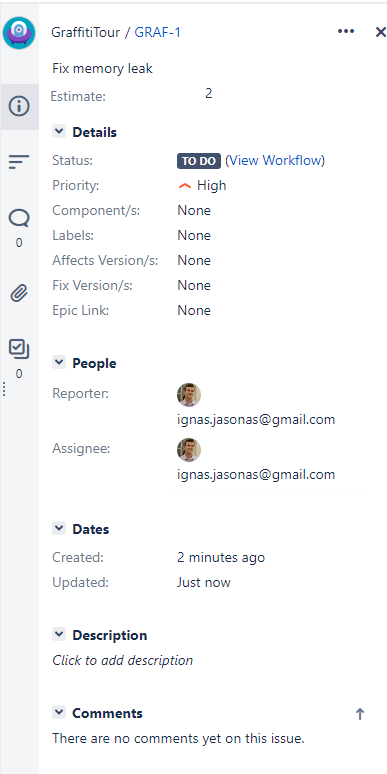 GraffitiTour / GRAF-1
Fix memory leak
Estimate: 2
Details
Status: TO DO (View Workflow)
Priority: High
Component/s: None
Labels: None
Affects Version/s: None
Fix Version/s: None
Epic Link: None
0
0
People
Reporter:
ignas.jasonas@gmail.com
Assignee:
ignas.jasonas@gmail.com
Dates
Created: 2 minutes ago
Updated: Just now
Description
Click to add description
Comments
There are no comments yet on this issue.